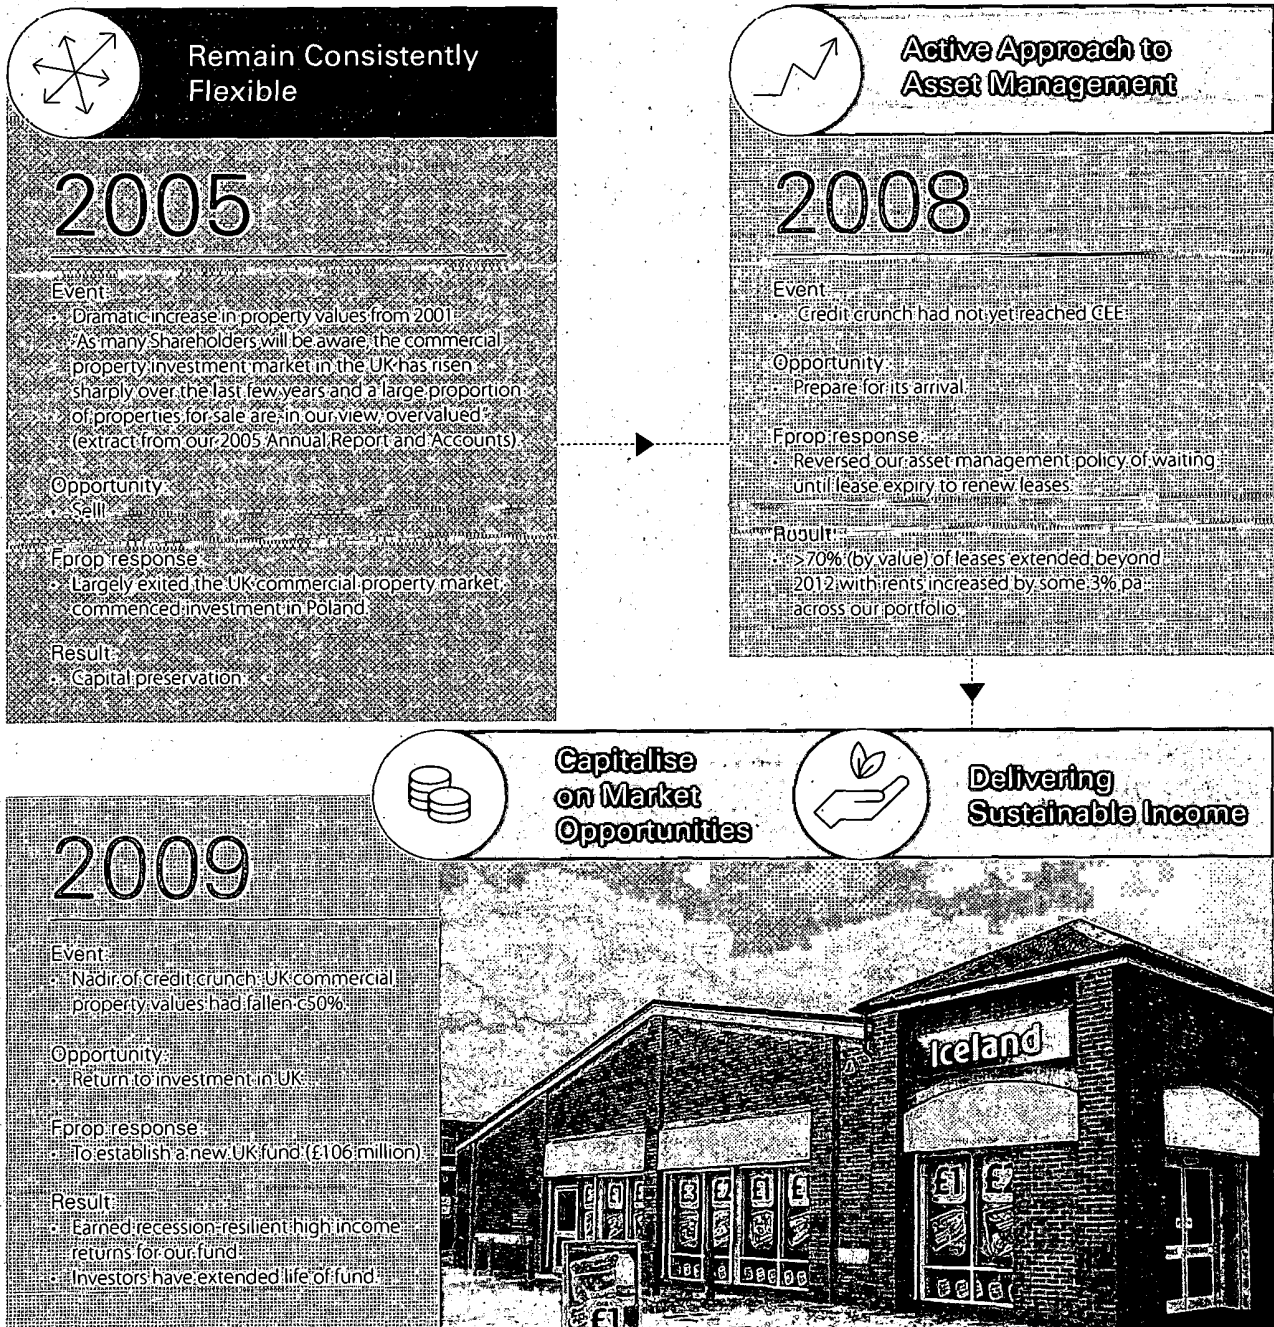 Remain Consistently
Flexible
2005
Event:
· Dramatic increase in property values from 2001
"As many Shareholders will be aware, the commercial
property investment market in the UK has risen
sharply over the last few years and a large proportion
of properties for sale are, in our view, overvalued"
(extract from our 2005 Annual Report and Accounts)
Opportunity:
· Sell!
Fprop response:
· Largely exited the UK commercial property market,
commenced investment in Poland.
Result:
· Capital preservation.
Active Approach to
Asset Management
2008
Event:
· Credit crunch had not yet reached CEE
Opportunity:
· Prepare for its arrival
Fprop response:
· Reversed our asset management policy of waiting
until lease expiry to renew leases
Result:
· >70% (by value) of leases extended beyond
2012 with rents increased by some 3% pa
across our portfolio.
Capitalise
on Market
Opportunities
Delivering
Sustainable Income
2009
Event:
· Nadir of credit crunch: UK commercial
property values had fallen c50%
Opportunity:
· Return to investment in UK
Fprop response:
· To establish a new UK fund (£106 million)
Result:
· Earned recession-resilient high income
returns for our fund
· Investors have extended life of fund
Iceland
£1
£1
£1
£1